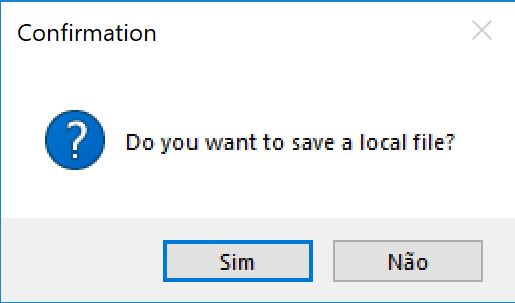 Confirmation
?
Do you want to save a local file?
Sim
Não